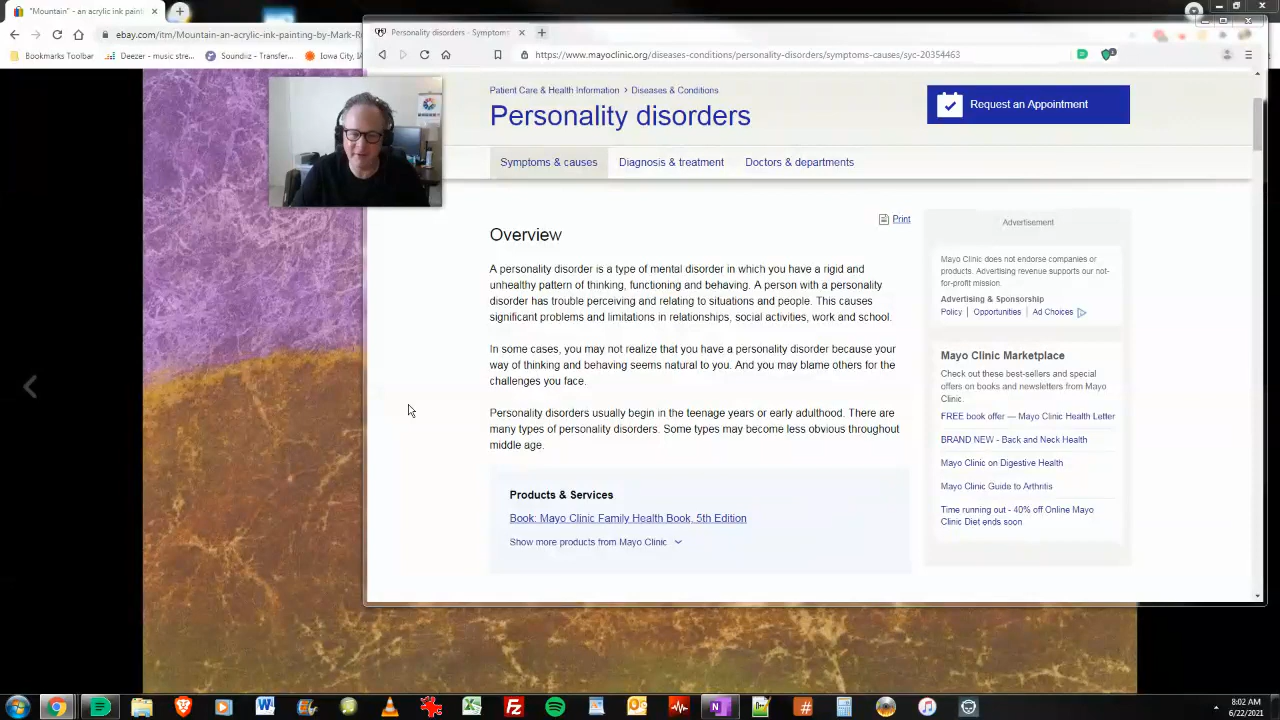 "Mountain" - an acrylic ink painti
ebay.com/itm/Mountain-an-acrylic-ink-painting-by-Mark-R
Bookmarks Toolbar
Deezer - music stre
Soundiiz - Transfer
Iowa City, IA
Personality disorders - Symptoms
https://www.mayoclinic.org/diseases-conditions/personality-disorders/symptoms-causes/syc-20354463
Patient Care & Health Information > Diseases & Conditions
Personality disorders
Request an Appointment
Symptoms & causes
Diagnosis & treatment
Doctors & departments
Print
Overview
A personality disorder is a type of mental disorder in which you have a rigid and
unhealthy pattern of thinking, functioning and behaving. A person with a personality
disorder has trouble perceiving and relating to situations and people. This causes
significant problems and limitations in relationships, social activities, work and school.
In some cases, you may not realize that you have a personality disorder because your
way of thinking and behaving seems natural to you. And you may blame others for the
challenges you face.
Personality disorders usually begin in the teenage years or early adulthood. There are
many types of personality disorders. Some types may become less obvious throughout
middle age.
Products & Services
Book: Mayo Clinic Family Health Book, 5th Edition
Show more products from Mayo Clinic
Advertisement
Mayo Clinic does not endorse companies or
products. Advertising revenue supports our not-
for-profit mission.
Advertising & Sponsorship
Policy | Opportunities | Ad Choices
Mayo Clinic Marketplace
Check out these best-sellers and special
offers on books and newsletters from Mayo
Clinic.
FREE book offer — Mayo Clinic Health Letter
BRAND NEW - Back and Neck Health
Mayo Clinic on Digestive Health
Mayo Clinic Guide to Arthritis
Time running out - 40% off Online Mayo
Clinic Diet ends soon
8:02 AM
6/22/2021